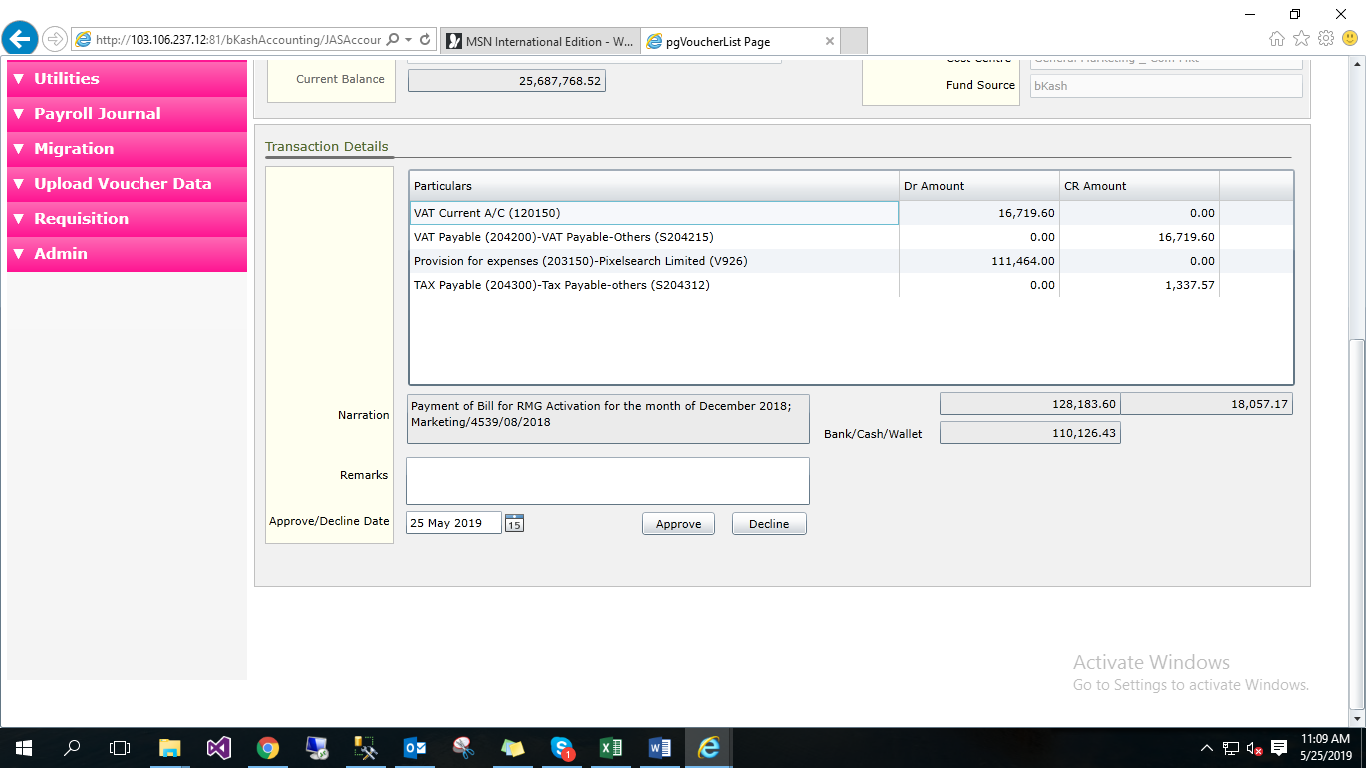 http://103.106.237.12:81/bKashAccounting/JASAccour
MSN International Edition - W...
pgVoucherList Page
Utilities
Payroll Journal
Migration
Upload Voucher Data
Requisition
Admin
Current Balance
25,687,768.52
Cost Centre
General Marketing _ Com Mkt
Fund Source
bKash
Transaction Details
Particulars Dr Amount CR Amount
VAT Current A/C (120150) 16,719.60 0.00
VAT Payable (204200)-VAT Payable-Others (S204215) 0.00 16,719.60
Provision for expenses (203150)-Pixelsearch Limited (V926) 111,464.00 0.00
TAX Payable (204300)-Tax Payable-others (S204312) 0.00 1,337.57
Narration
Payment of Bill for RMG Activation for the month of December 2018;
Marketing/4539/08/2018
128,183.60 18,057.17
Bank/Cash/Wallet 110,126.43
Remarks
Approve/Decline Date 25 May 2019 15 Approve Decline
Activate Windows
Go to Settings to activate Windows.
1
11:09 AM
5/25/2019